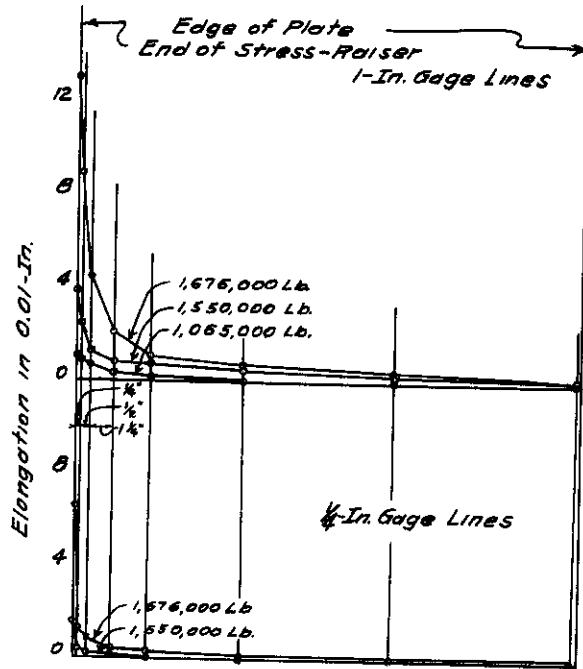 Edge of Plate
End of Stress-Raiser
1-In. Gage Lines
12
8
4
0
1,676,000 Lb.
1,550,000 Lb.
1,065,000 Lb.
1/4"
1/2"
1 1/4"
Elongation in 0.01-In.
8
4
0
1/4-In. Gage Lines
1,676,000 Lb
1,550,000 Lb.